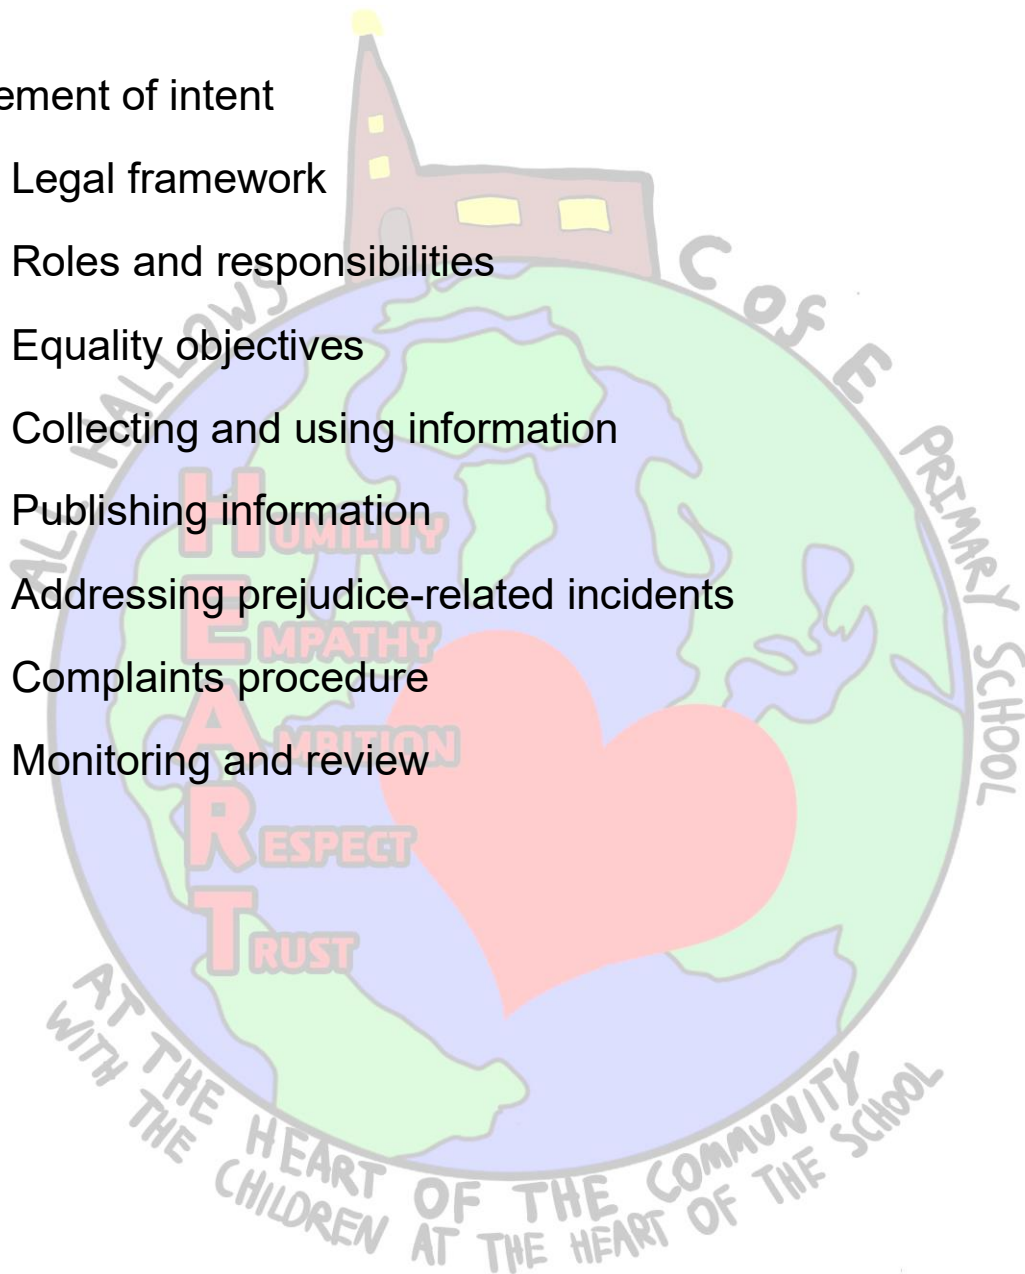 ement of intent
Legal framework
Roles and responsibilities
Equality objectives
Collecting and using information
Publishing information
Addressing prejudice-related incidents
Complaints procedure
Monitoring and review
ALL HALLOWS C of E PRIMARY SCHOOL
HUMILITY
EMPATHY
AMBITION
RESPECT
TRUST
AT THE HEART OF THE COMMUNITY
WITH THE CHILDREN AT THE HEART OF THE SCHOOL